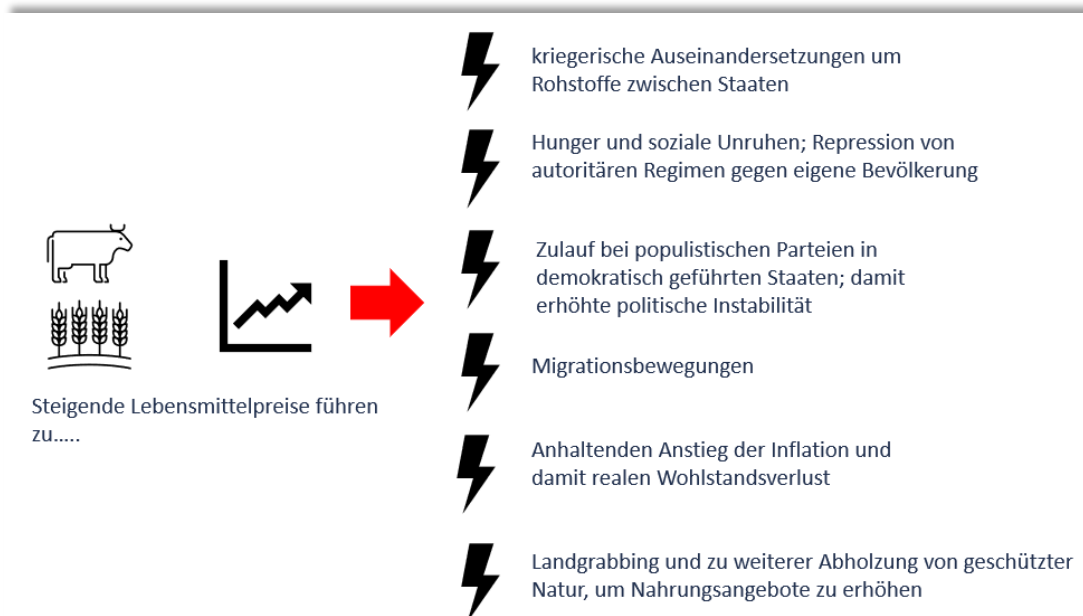 kriegerische Auseinandersetzungen um
Rohstoffe zwischen Staaten
Hunger und soziale Unruhen; Repression von
autoritären Regimen gegen eigene Bevölkerung
Zulauf bei populistischen Parteien in
demokratisch geführten Staaten; damit
erhöhte politische Instabilität
Migrationsbewegungen
Steigende Lebensmittelpreise führen
zu.....
Anhaltenden Anstieg der Inflation und
damit realen Wohlstandsverlust
Landgrabbing und zu weiterer Abholzung von geschützter
Natur, um Nahrungsangebote zu erhöhen